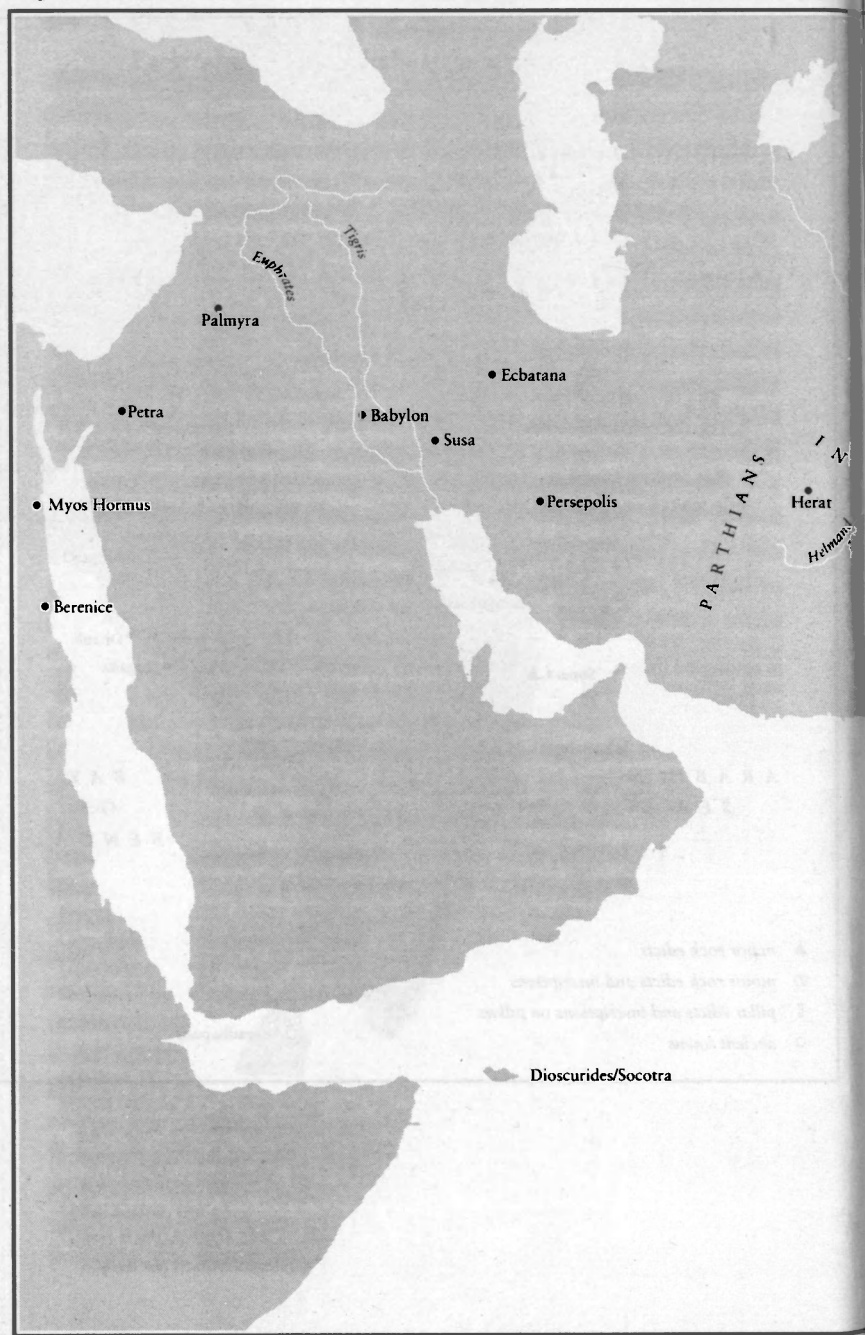 Tigris
Euphrates
Palmyra
Ecbatana
Petra
Babylon
Susa
I N
PARTHIANS
Myos Hormus
Persepolis
Herat
Helmand
Berenice
Dioscurides/Socotra